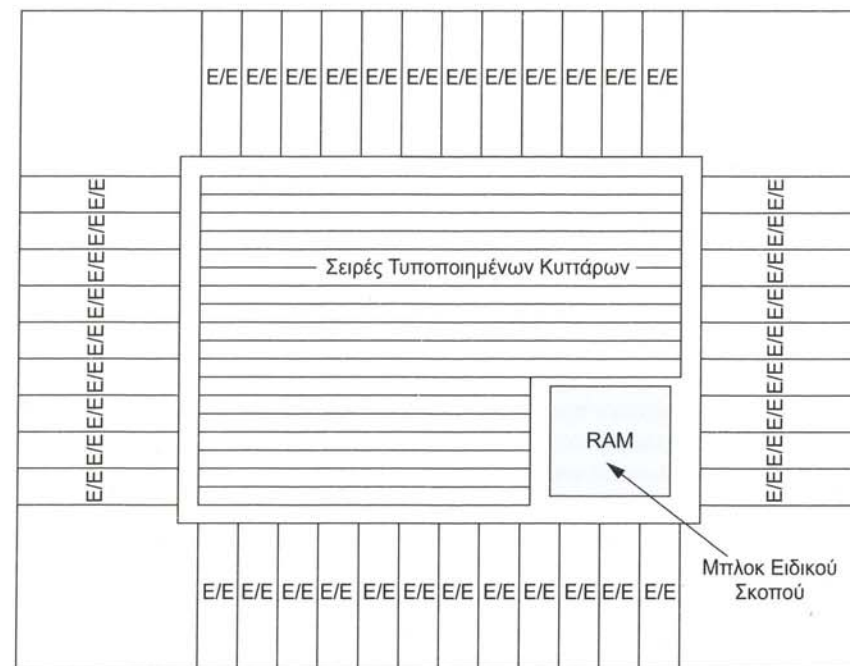 Ε/Ε Ε/Ε Ε/Ε Ε/Ε Ε/Ε Ε/Ε Ε/Ε Ε/Ε Ε/Ε Ε/Ε Ε/Ε Ε/Ε
Ε/Ε Ε/Ε Ε/Ε Ε/Ε Ε/Ε Ε/Ε Ε/Ε Ε/Ε Ε/Ε
Σειρές Τυποποιημένων Κυττάρων
RAM
Ε/Ε Ε/Ε Ε/Ε Ε/Ε Ε/Ε Ε/Ε Ε/Ε Ε/Ε Ε/Ε
Μπλοκ Ειδικού
Σκοπού
Ε/Ε Ε/Ε Ε/Ε Ε/Ε Ε/Ε Ε/Ε Ε/Ε Ε/Ε Ε/Ε Ε/Ε Ε/Ε Ε/Ε